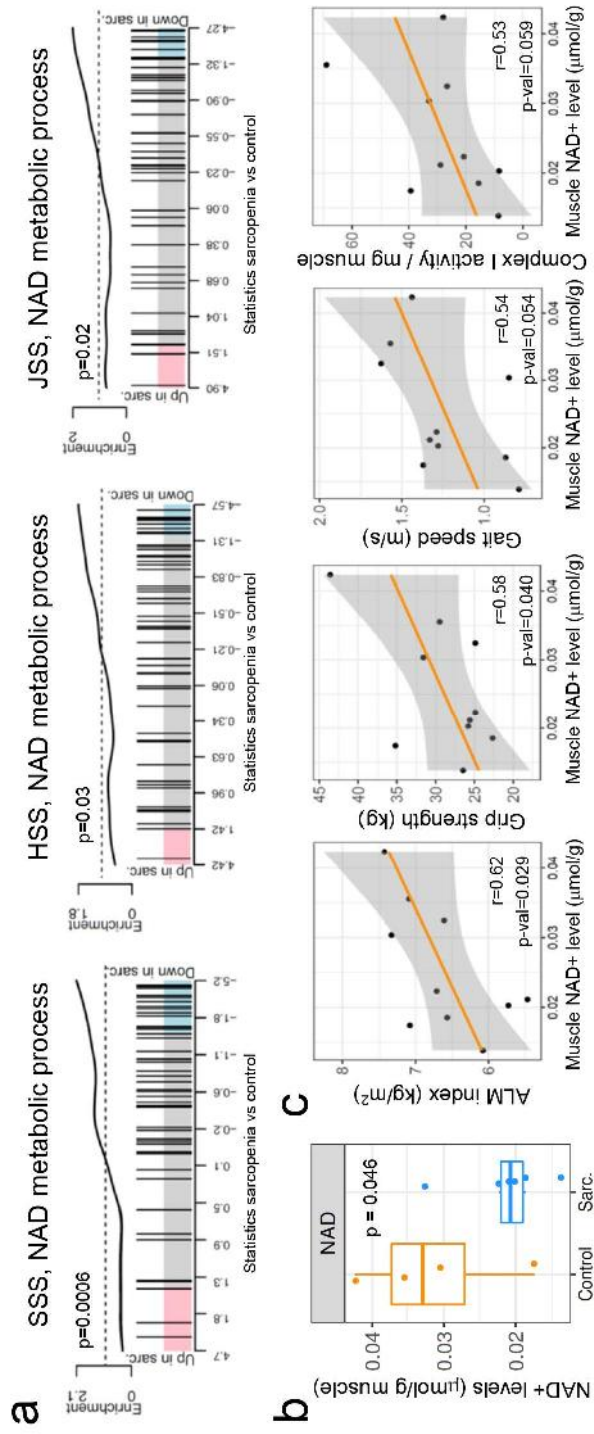 a
SSS, NAD metabolic process
p=0.0006
Enrichment
0 2.1
Up in sarc.
Down in sarc.
4.7 1.8 1.3 0.9 0.5 0.1 −0.2 −0.6 −1.1 −1.8 −5.2
Statistics sarcopenia vs control
HSS, NAD metabolic process
p=0.03
Enrichment
0 1.8
Up in sarc.
Down in sarc.
4.42 1.42 0.96 0.63 0.34 0.06 −0.21 −0.51 −0.83 −1.31 −4.57
Statistics sarcopenia vs control
JSS, NAD metabolic process
p=0.02
Enrichment
0 2
Up in sarc.
Down in sarc.
4.90 1.51 1.04 0.68 0.38 0.06 −0.23 −0.55 −0.90 −1.32 −4.27
Statistics sarcopenia vs control
b
NAD
p = 0.046
NAD+ levels (μmol/g muscle)
0.04
0.03
0.02
Control Sarc.
c
ALM index (kg/m²)
8
7
6
r=0.62
p-val=0.029
0.02 0.03 0.04
Muscle NAD+ level (μmol/g)
Grip strength (kg)
45
40
35
30
25
20
r=0.58
p-val=0.040
0.02 0.03 0.04
Muscle NAD+ level (μmol/g)
Gait speed (m/s)
2.0
1.5
1.0
r=0.54
p-val=0.054
0.02 0.03 0.04
Muscle NAD+ level (μmol/g)
Complex I activity / mg muscle
60
40
20
0
r=0.53
p-val=0.059
0.02 0.03 0.04
Muscle NAD+ level (μmol/g)